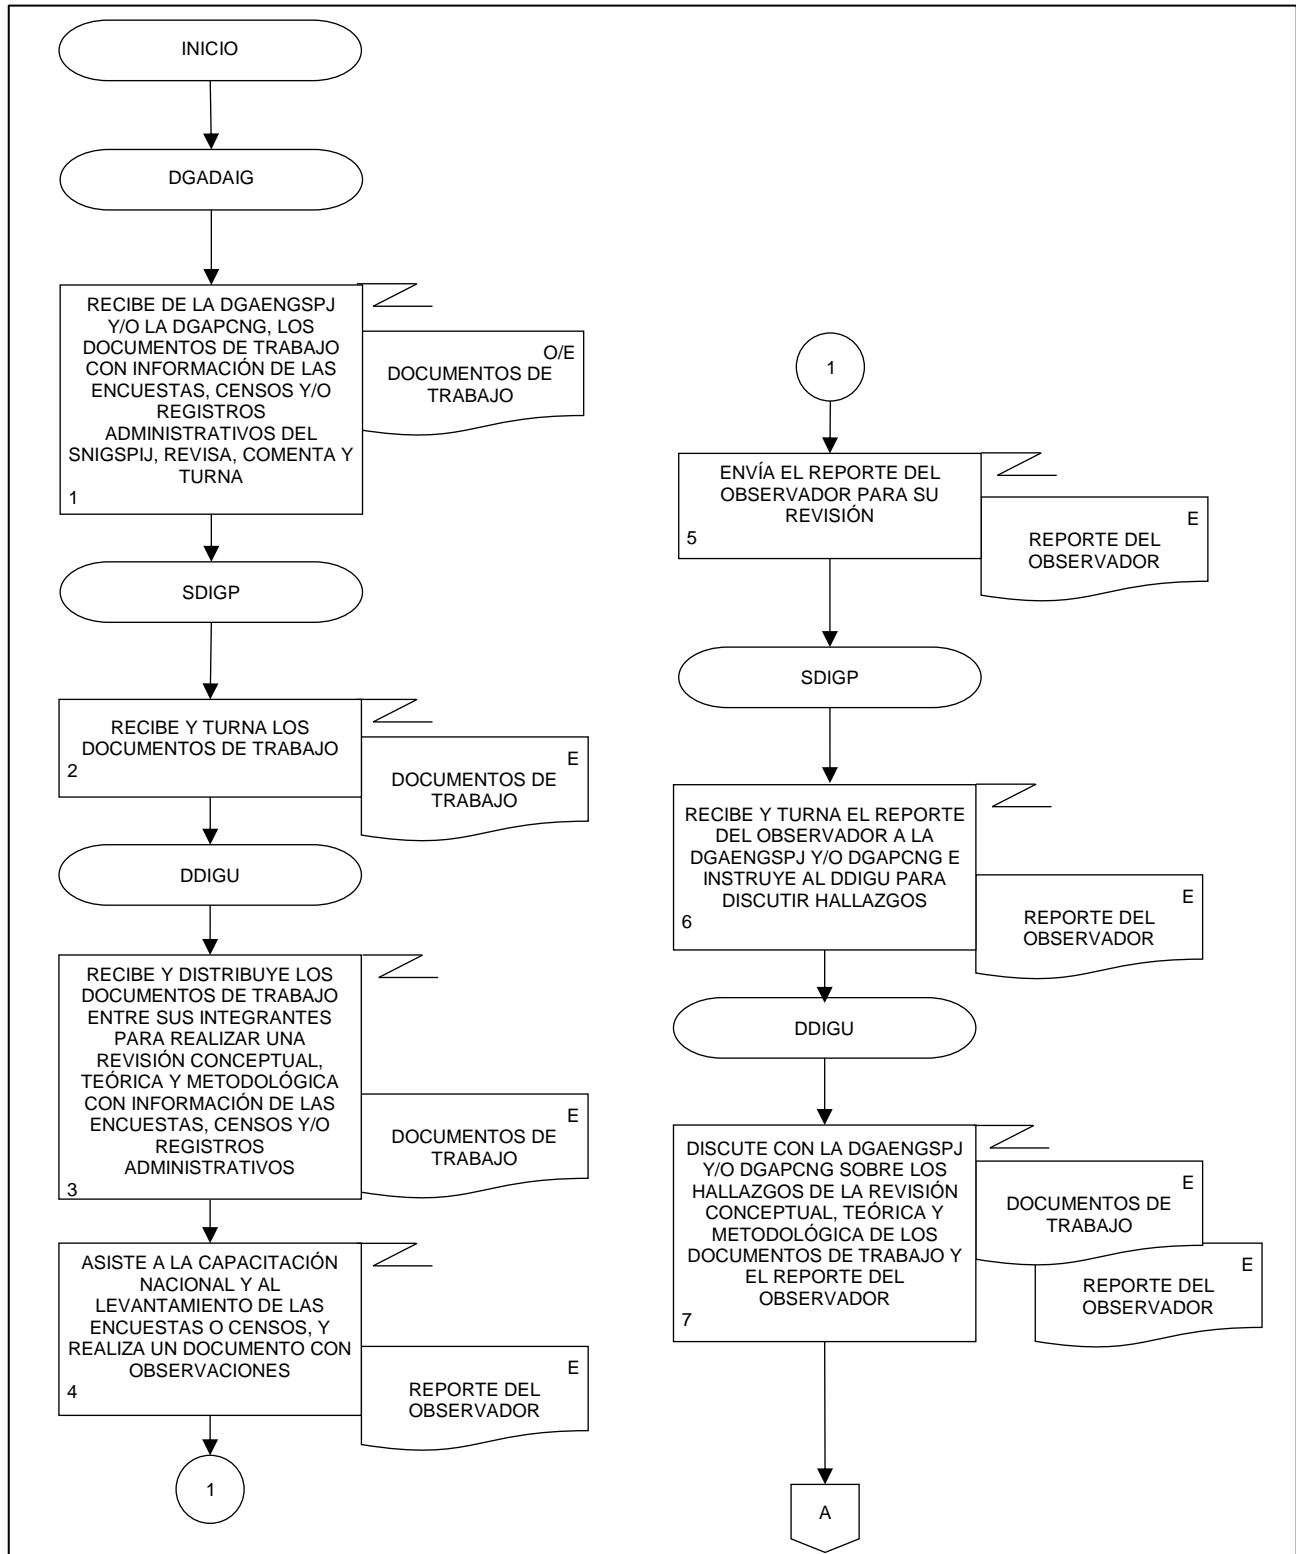 INICIO
DGADAIG
RECIBE DE LA DGAENGSPJ
Y/O LA DGAPCNG, LOS
DOCUMENTOS DE TRABAJO
CON INFORMACIÓN DE LAS
ENCUESTAS, CENSOS Y/O
REGISTROS
ADMINISTRATIVOS DEL
SNIGSPIJ, REVISA, COMENTA Y
TURNA
1
O/E
DOCUMENTOS DE
TRABAJO
SDIGP
RECIBE Y TURNA LOS
DOCUMENTOS DE TRABAJO
2
E
DOCUMENTOS DE
TRABAJO
DDIGU
RECIBE Y DISTRIBUYE LOS
DOCUMENTOS DE TRABAJO
ENTRE SUS INTEGRANTES
PARA REALIZAR UNA
REVISIÓN CONCEPTUAL,
TEÓRICA Y METODOLÓGICA
CON INFORMACIÓN DE LAS
ENCUESTAS, CENSOS Y/O
REGISTROS
ADMINISTRATIVOS
3
E
DOCUMENTOS DE
TRABAJO
ASISTE A LA CAPACITACIÓN
NACIONAL Y AL
LEVANTAMIENTO DE LAS
ENCUESTAS O CENSOS, Y
REALIZA UN DOCUMENTO CON
OBSERVACIONES
4
E
REPORTE DEL
OBSERVADOR
1
1
ENVÍA EL REPORTE DEL
OBSERVADOR PARA SU
REVISIÓN
5
E
REPORTE DEL
OBSERVADOR
SDIGP
RECIBE Y TURNA EL REPORTE
DEL OBSERVADOR A LA
DGAENGSPJ Y/O DGAPCNG E
INSTRUYE AL DDIGU PARA
DISCUTIR HALLAZGOS
6
E
REPORTE DEL
OBSERVADOR
DDIGU
DISCUTE CON LA DGAENGSPJ
Y/O DGAPCNG SOBRE LOS
HALLAZGOS DE LA REVISIÓN
CONCEPTUAL, TEÓRICA Y
METODOLÓGICA DE LOS
DOCUMENTOS DE TRABAJO Y
EL REPORTE DEL
OBSERVADOR
7
E
DOCUMENTOS DE
TRABAJO
E
REPORTE DEL
OBSERVADOR
A